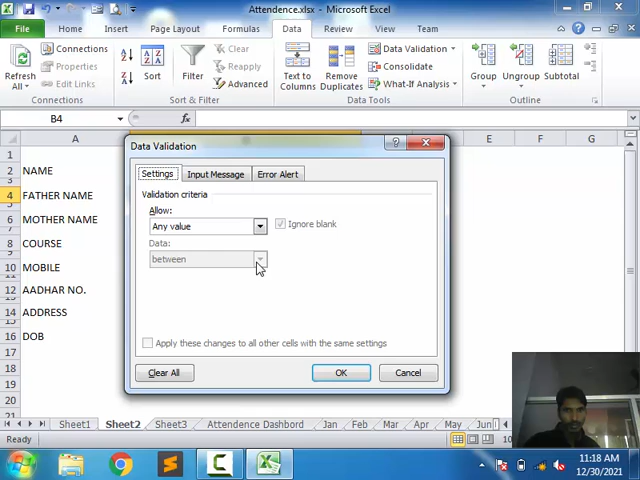 Attendence.xlsx - Microsoft Excel
File Home Insert Page Layout Formulas Data Review View Team
Refresh All
Connections
Properties
Edit Links
Connections
Sort
Filter
Clear
Reapply
Advanced
Sort & Filter
Text to Columns
Remove Duplicates
Data Validation
Consolidate
What-If Analysis
Data Tools
Group
Ungroup
Subtotal
Outline
B4
fx
A E F G
1
2 NAME
3
4 FATHER NAME
5
6 MOTHER NAME
7
8 COURSE
9
10 MOBILE
11
12 AADHAR NO.
13
14 ADDRESS
15
16 DOB
17
18
19
20
21
Data Validation
Settings Input Message Error Alert
Validation criteria
Allow:
Any value
Ignore blank
Data:
between
Apply these changes to all other cells with the same settings
Clear All OK Cancel
Sheet1 Sheet2 Sheet3 Attendence Dashbord Jan Feb Mar Apr May Jun
Ready
10
11:18 AM
12/30/2021